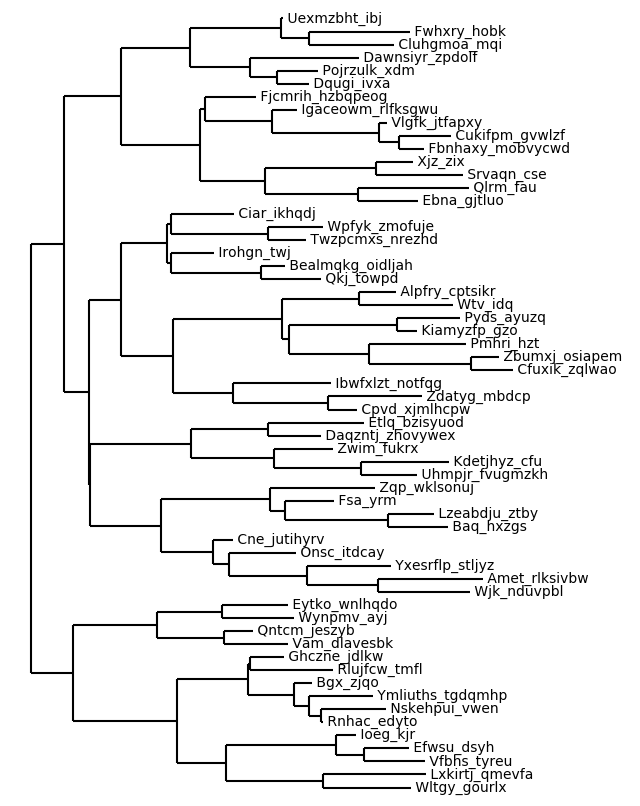 Uexmzbht_ibj
Fwhxry_hobk
Cluhgmoa_mqi
Dawnsiyr_zpdolf
Pojrzulk_xdm
Dqugi_ivxa
Fjcmrih_hzbqpeog
Igaceowm_rlfksgwu
Vlgfk_jtfapxy
Cukifpm_gvwlzf
Fbnhaxy_mobvycwd
Xjz_zix
Srvaqn_cse
Qlrm_fau
Ebna_gjtluo
Ciar_ikhqdj
Wpfyk_zmofuje
Twzpcmxs_nrezhd
Irohgn_twj
Bealmqkg_oidljah
Qkj_towpd
Alpfry_cptsikr
Wtv_idq
Pyds_ayuzq
Kiamyzfp_gzo
Pmhri_hzt
Zbumxj_osiapem
Cfuxik_zqlwao
Ibwfxlzt_notfqg
Zdatyg_mbdcp
Cpvd_xjmlhcpw
Etlq_bzisyuod
Daqzntj_zhovywex
Zwim_fukrx
Kdetjhyz_cfu
Uhmpjr_fvugmzkh
Zqp_wklsonuj
Fsa_yrm
Lzeabdju_ztby
Baq_hxzgs
Cne_jutihyrv
Onsc_itdcay
Yxesrflp_stljyz
Amet_rlksivbw
Wjk_nduvpbl
Eytko_wnlhqdo
Wynpmv_ayj
Qntcm_jeszyb
Vam_dlavesbk
Ghczne_jdlkw
Rlujfcw_tmfl
Bgx_zjqo
Ymliuths_tgdqmhp
Nskehpui_vwen
Rnhac_edyto
Ioeg_kjr
Efwsu_dsyh
Vfbhs_tyreu
Lxkirtj_qmevfa
Wltgy_gourlx